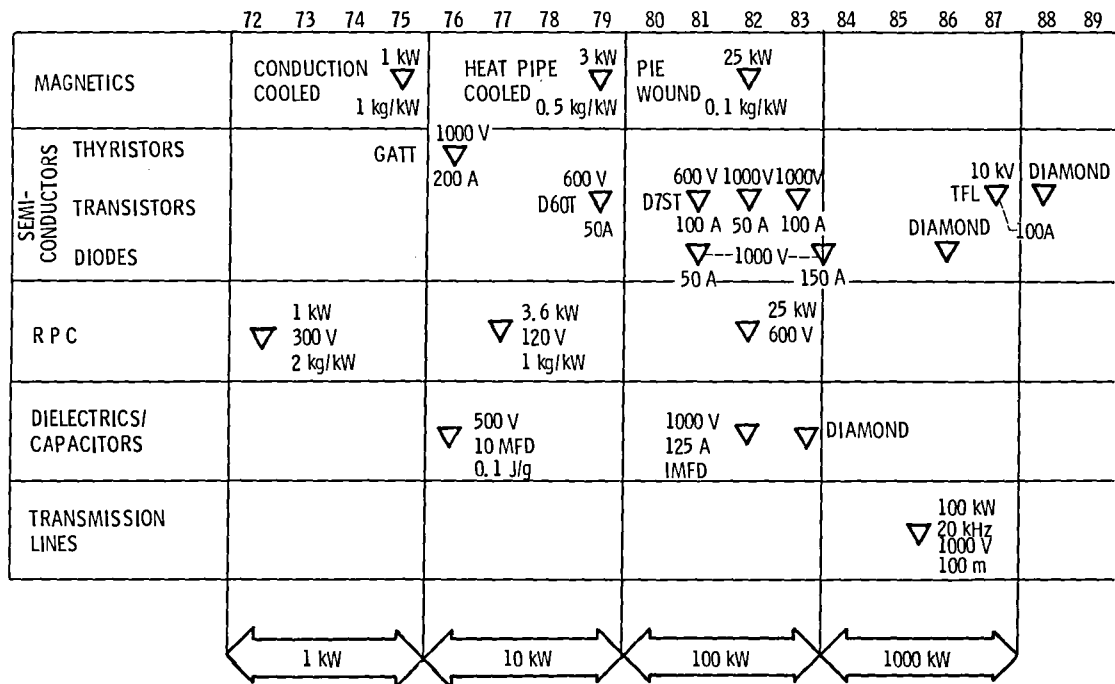 72 73 74 75 76 77 78 79 80 81 82 83 84 85 86 87 88 89
MAGNETICS
CONDUCTION
COOLED
1 kW
1 kg/kW
HEAT PIPE
COOLED
3 kW
0.5 kg/kW
PIE
WOUND
25 kW
0.1 kg/kW
SEMI-
CONDUCTORS
THYRISTORS
GATT
1000 V
200 A
TRANSISTORS
D60T
600 V
50A
D7ST
600 V 1000 V 1000V
100 A 50 A 100 A
10 kV
TFL
100A
DIAMOND
DIODES
50 A
1000 V
150 A
DIAMOND
RPC
1 kW
300 V
2 kg/kW
3.6 kW
120 V
1 kg/kW
25 kW
600 V
DIELECTRICS/
CAPACITORS
500 V
10 MFD
0.1 J/g
1000 V
125 A
IMFD
DIAMOND
TRANSMISSION
LINES
100 kW
20 kHz
1000 V
100 m
1 kW 10 kW 100 kW 1000 kW